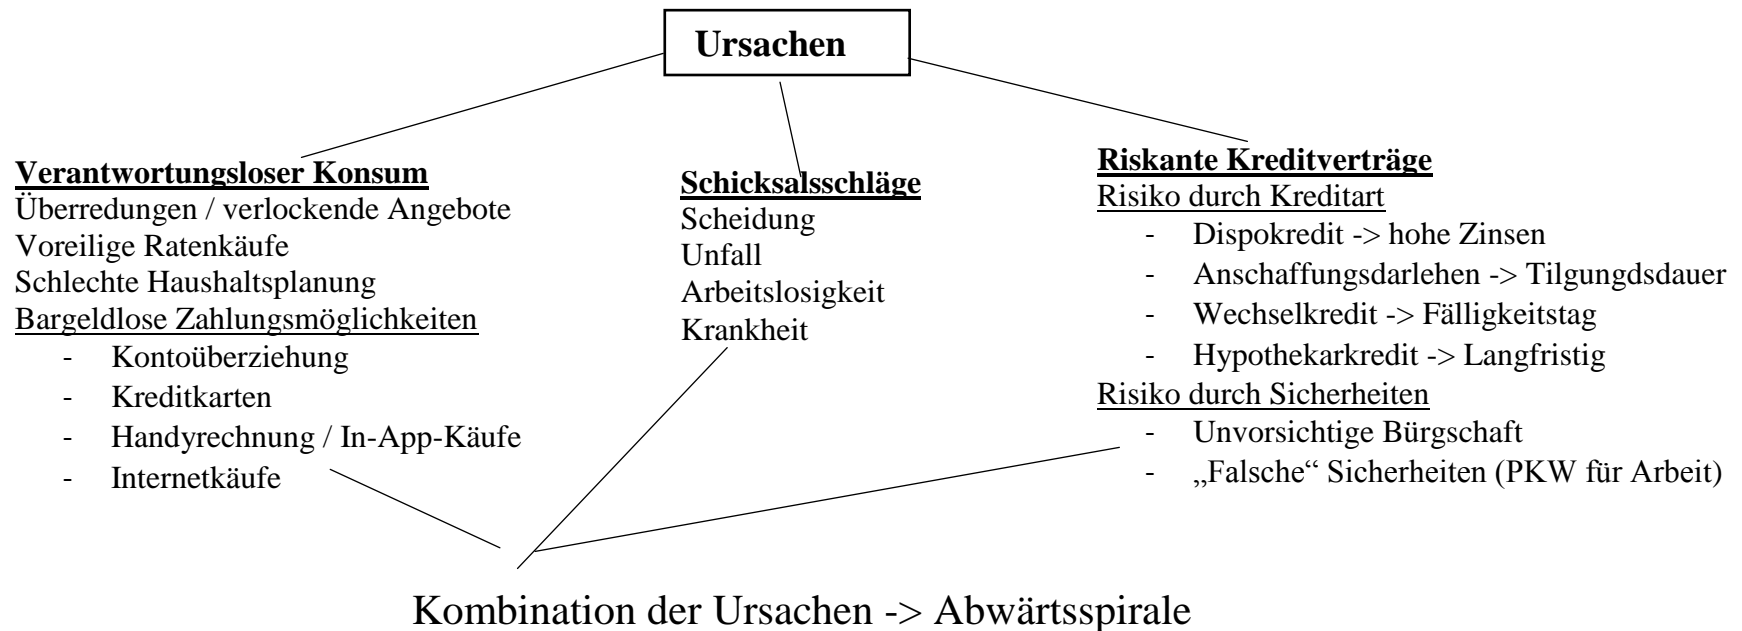 Ursachen
Verantwortungsloser Konsum
Überredungen / verlockende Angebote
Voreilige Ratenkäufe
Schlechte Haushaltsplanung
Bargeldlose Zahlungsmöglichkeiten
- Kontoüberziehung
- Kreditkarten
- Handyrechnung / In-App-Käufe
- Internetkäufe
Schicksalsschläge
Scheidung
Unfall
Arbeitslosigkeit
Krankheit
Riskante Kreditverträge
Risiko durch Kreditart
- Dispokredit -> hohe Zinsen
- Anschaffungsdarlehen -> Tilgungdsdauer
- Wechselkredit -> Fälligkeitstag
- Hypothekarkredit -> Langfristig
Risiko durch Sicherheiten
- Unvorsichtige Bürgschaft
- „Falsche“ Sicherheiten (PKW für Arbeit)
Kombination der Ursachen -> Abwärtsspirale